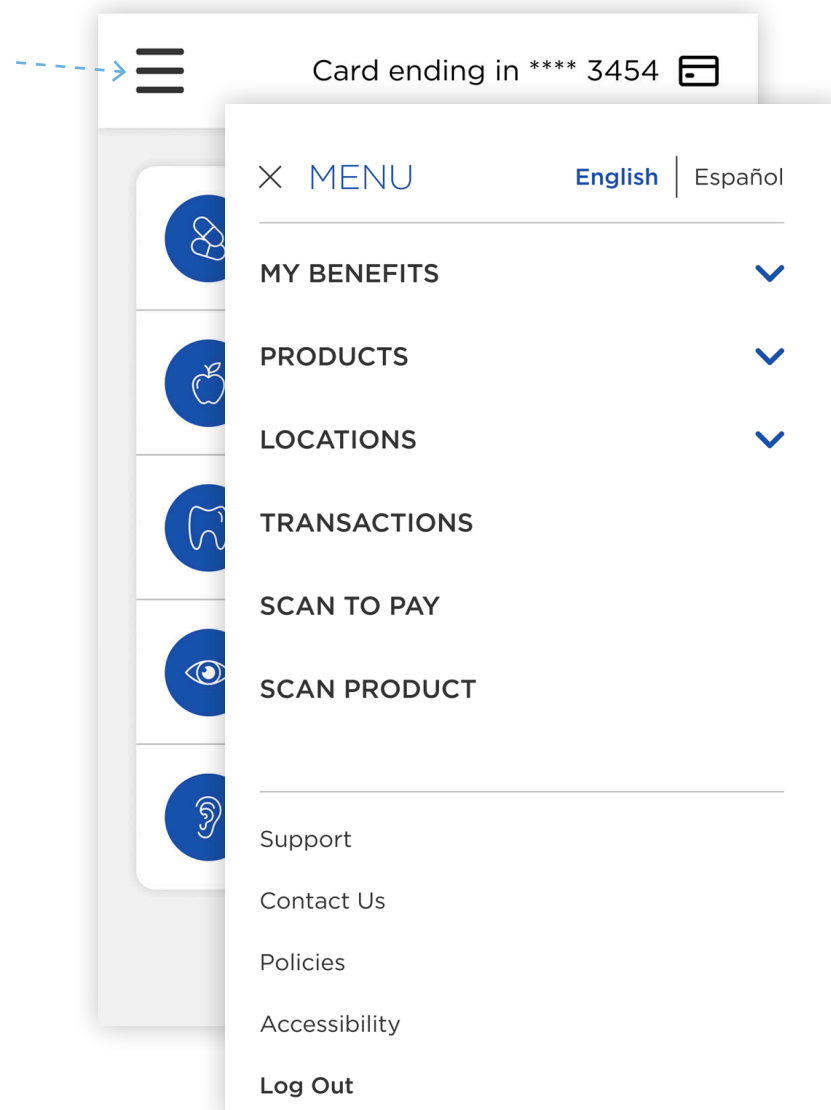 Card ending in **** 3454
MENU
English | Español
MY BENEFITS
PRODUCTS
LOCATIONS
TRANSACTIONS
SCAN TO PAY
SCAN PRODUCT
Support
Contact Us
Policies
Accessibility
Log Out